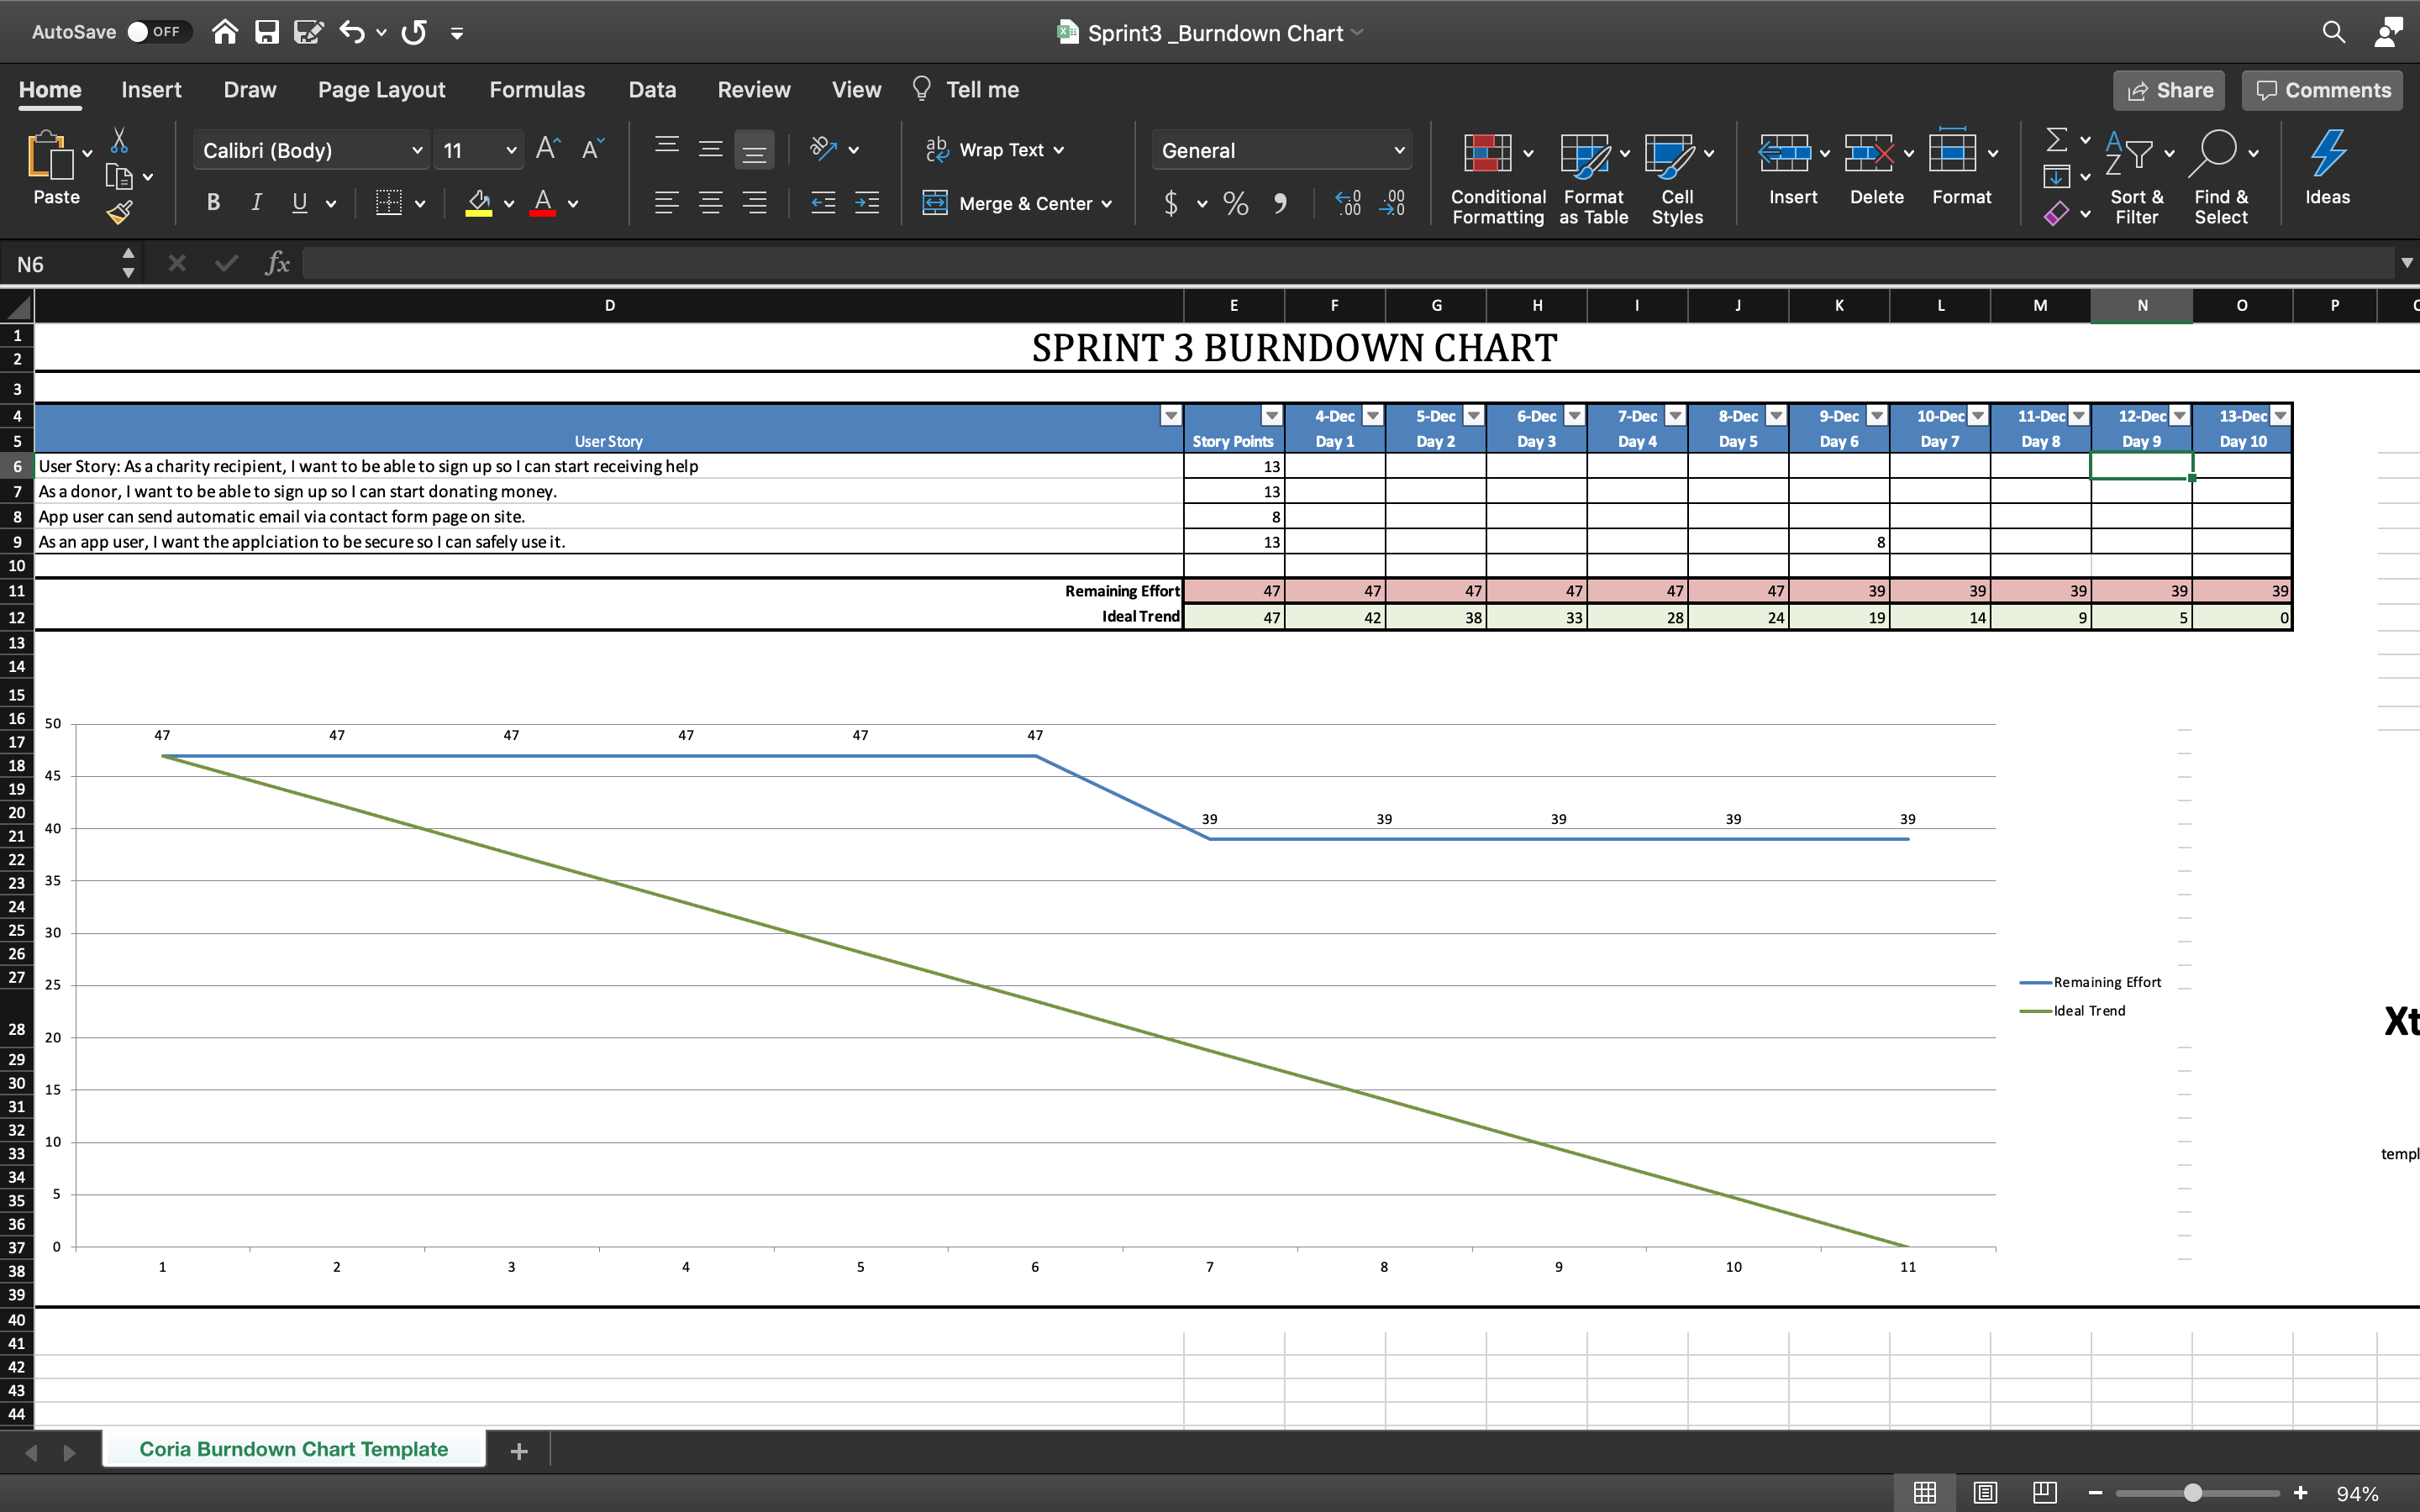 AutoSave OFF Sprint3 _Burndown Chart
Home Insert Draw Page Layout Formulas Data Review View Tell me Share Comments
Paste Calibri (Body) 11 A A B I U A ab Wrap Text Merge & Center General $ % .00 .00 Conditional Formatting Format as Table Cell Styles Insert Delete Format Sort & Filter Find & Select Ideas
N6 fx
D E F G H I J K L M N O P
1 SPRINT 3 BURNDOWN CHART
2
3
4 4-Dec 5-Dec 6-Dec 7-Dec 8-Dec 9-Dec 10-Dec 11-Dec 12-Dec 13-Dec
5 User Story Story Points Day 1 Day 2 Day 3 Day 4 Day 5 Day 6 Day 7 Day 8 Day 9 Day 10
6 User Story: As a charity recipient, I want to be able to sign up so I can start receiving help 13
7 As a donor, I want to be able to sign up so I can start donating money. 13
8 App user can send automatic email via contact form page on site. 8
9 As an app user, I want the applciation to be secure so I can safely use it. 13 8
10
11 Remaining Effort 47 47 47 47 47 47 39 39 39 39 39
12 Ideal Trend 47 42 38 33 28 24 19 14 9 5 0
13
14
15
16 50
17 47 47 47 47 47 47
18
19 45
20 39 39 39 39 39
21 40
22
23 35
24
25 30
26
27 25 Remaining Effort
Ideal Trend
28 20 Xt
29
30 15
31
32 10
33 templ
34
35 5
36
37 0
38 1 2 3 4 5 6 7 8 9 10 11
39
40
41
42
43
44
Coria Burndown Chart Template +
94%